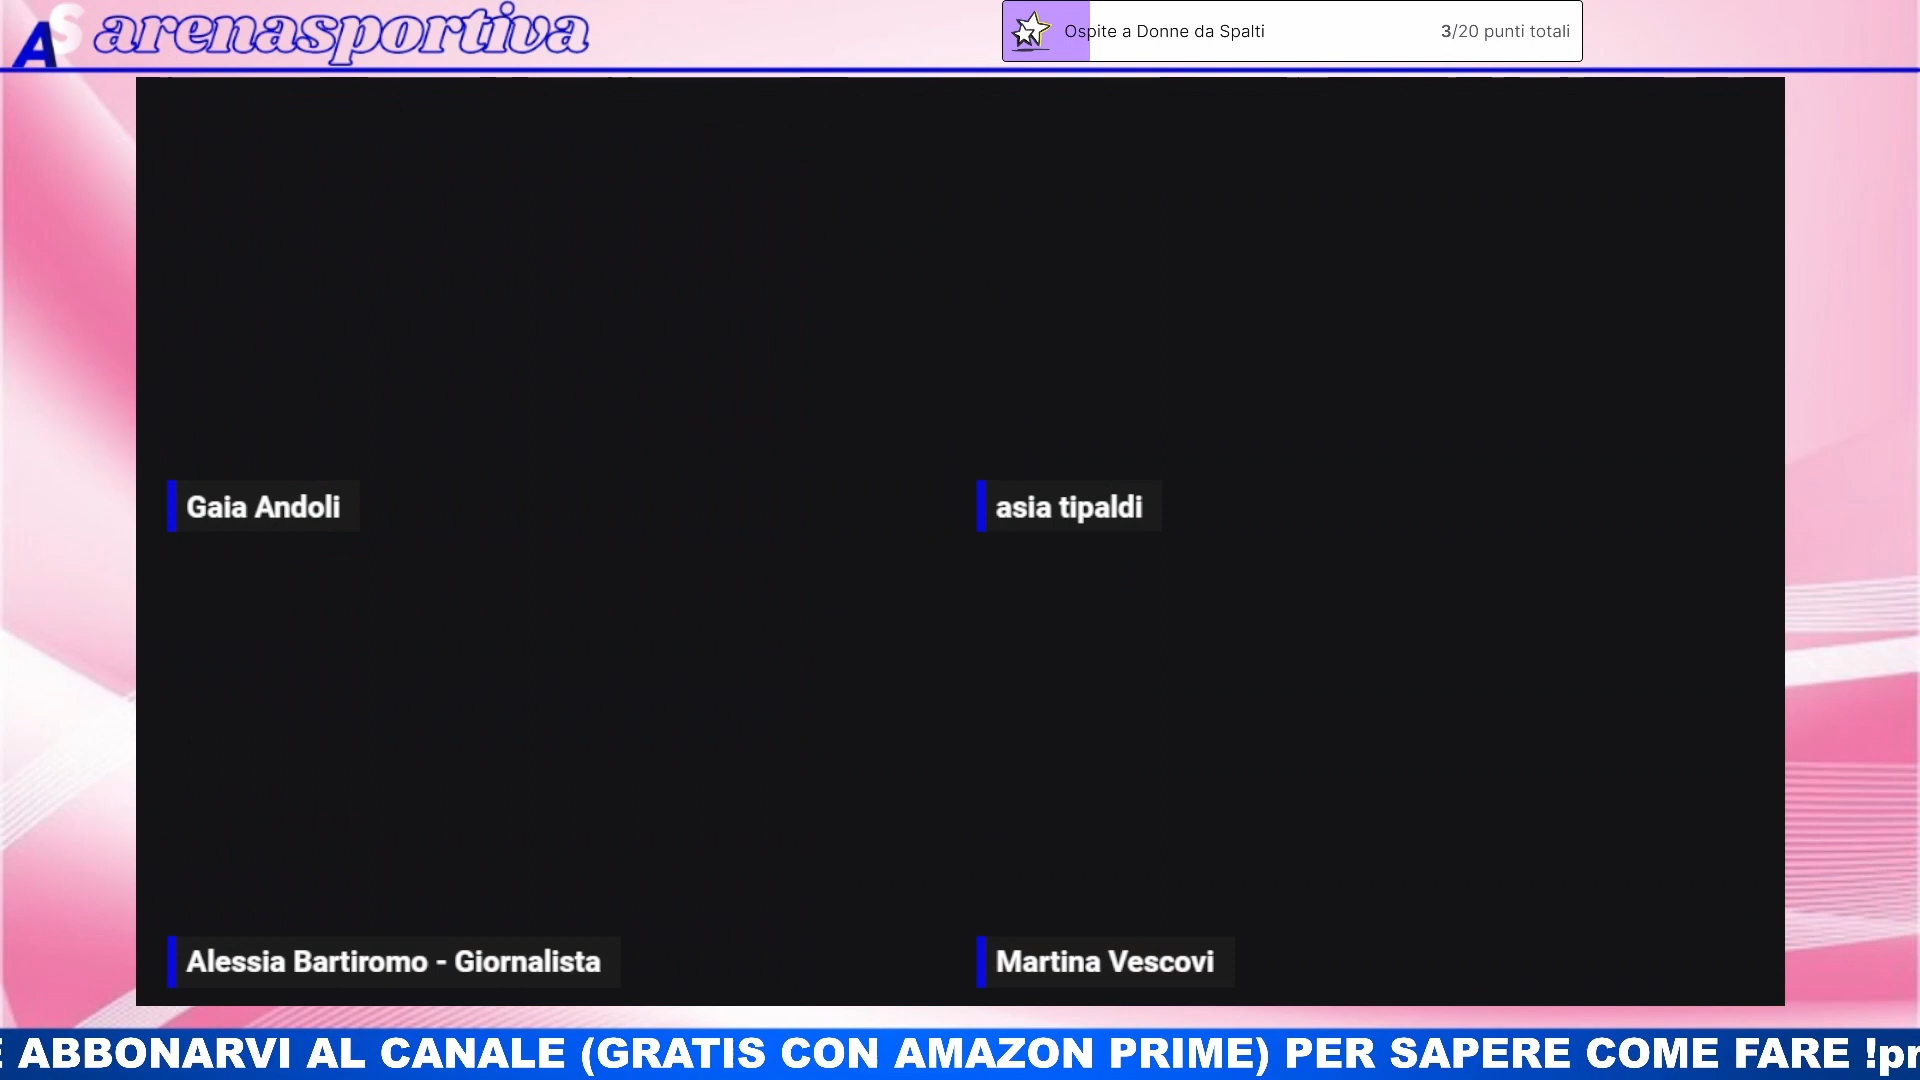 AS arenasportiva
Ospite a Donne da Spalti 3/20 punti totali
Gaia Andoli
asia tipaldi
Alessia Bartiromo - Giornalista
Martina Vescovi
E ABBONARVI AL CANALE (GRATIS CON AMAZON PRIME) PER SAPERE COME FARE !pr